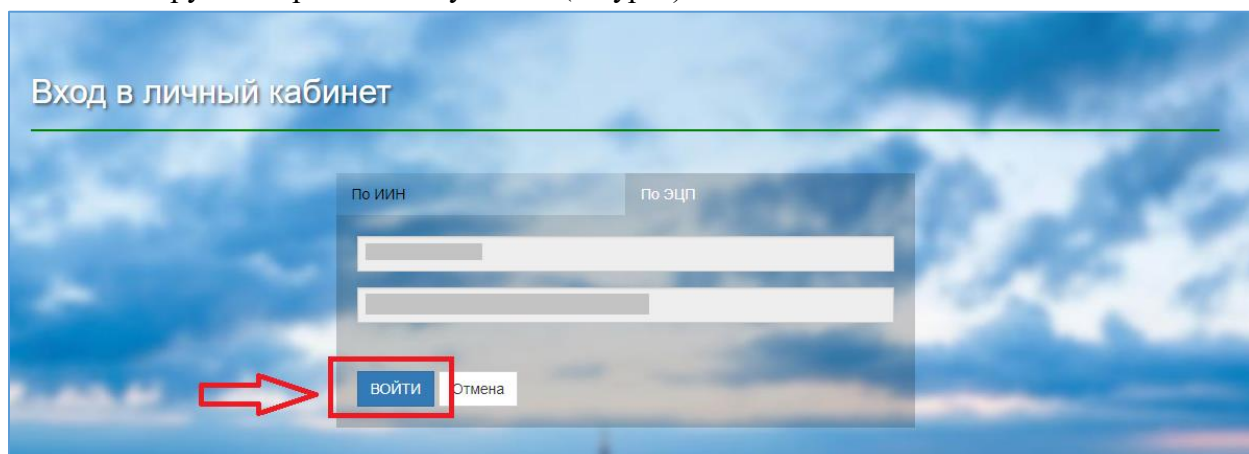 Вход в личный кабинет
По ИИН По ЭЦП
ВОЙТИ Отмена